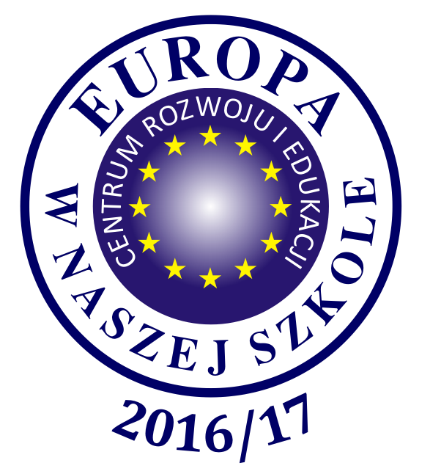 EUROPA
CENTRUM ROZWOJU I EDUKACJI
W NASZEJ SZKOLE
2016/17